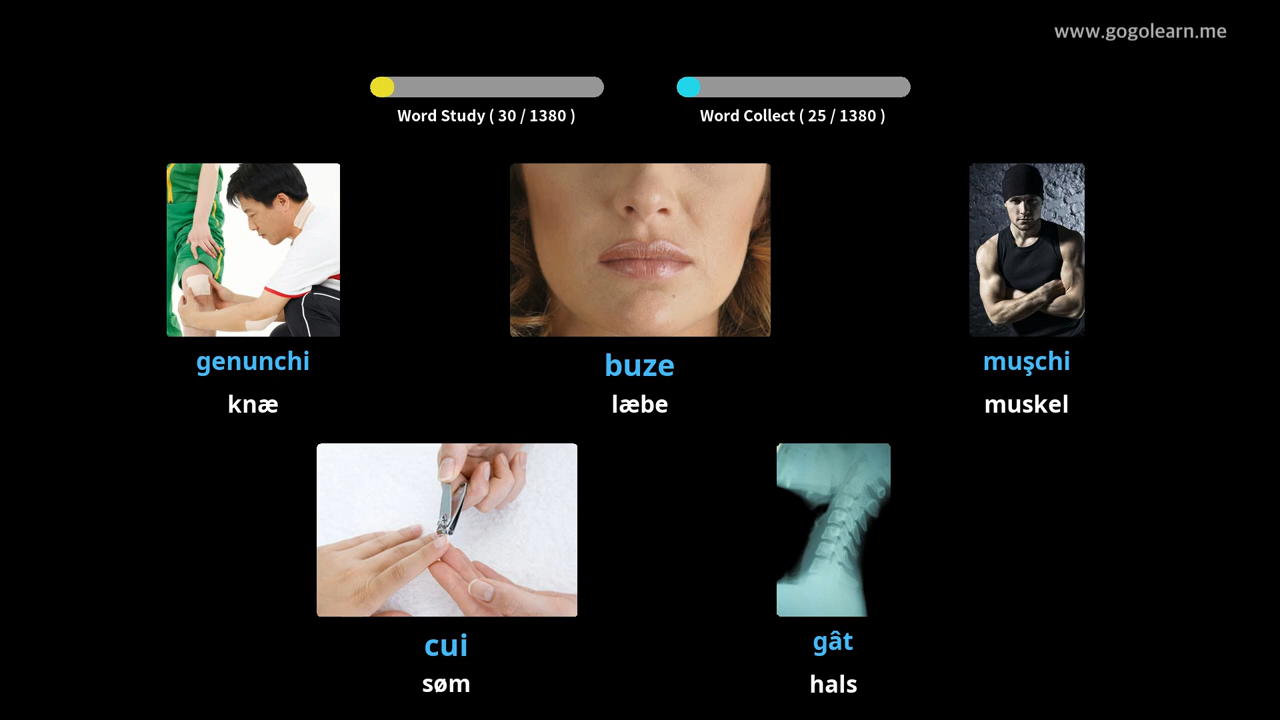 www.gogolearn.me
Word Study ( 30 / 1380 )
Word Collect ( 25 / 1380 )
genunchi
knæ
buze
læbe
muşchi
muskel
cui
søm
gât
hals